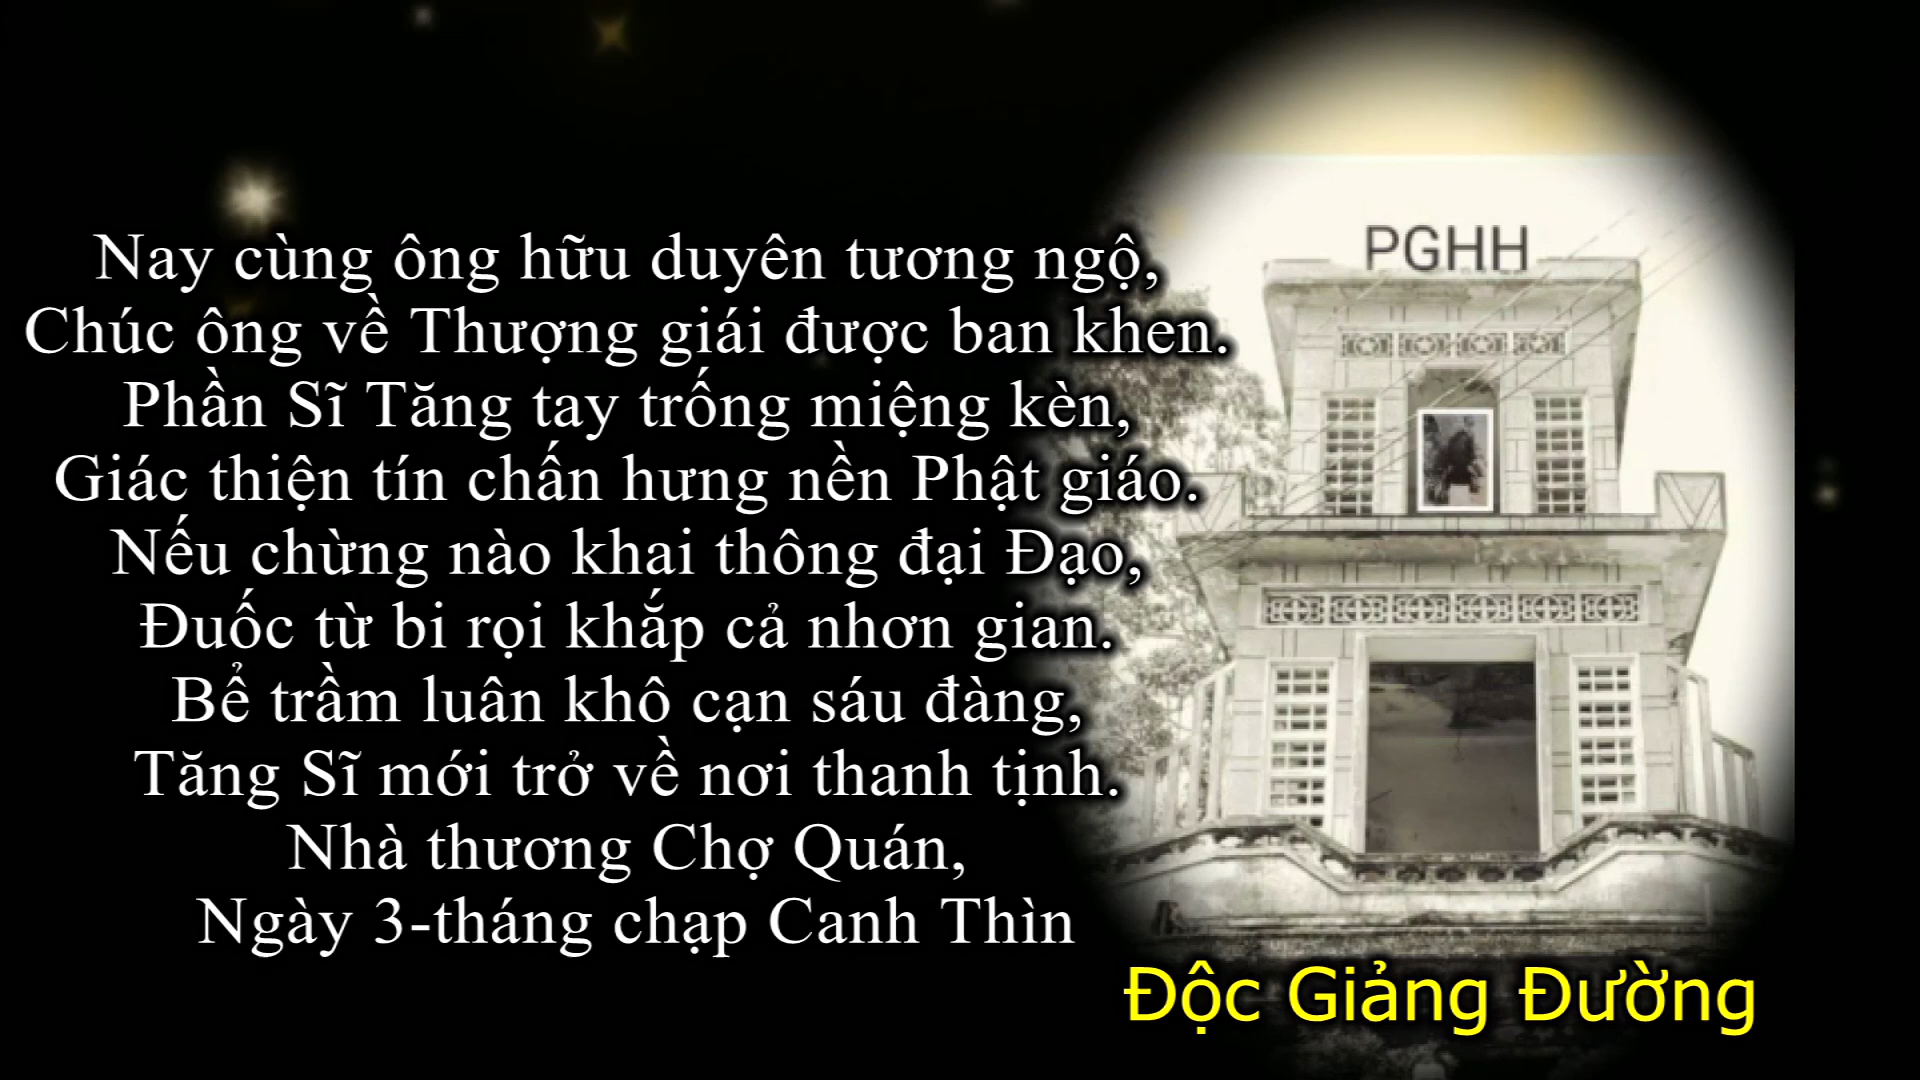 Nay cùng ông hữu duyên tương ngộ,
Chúc ông về Thượng giái được ban khen.
Phần Sĩ Tăng tay trống miệng kèn,
Giác thiện tín chấn hưng nền Phật giáo.
Nếu chừng nào khai thông đại Đạo,
Đuốc từ bi rọi khắp cả nhơn gian.
Bể trầm luân khô cạn sáu đàng,
Tăng Sĩ mới trở về nơi thanh tịnh.
Nhà thương Chợ Quán,
Ngày 3-tháng chạp Canh Thìn
PGHH
Độc Giảng Đường